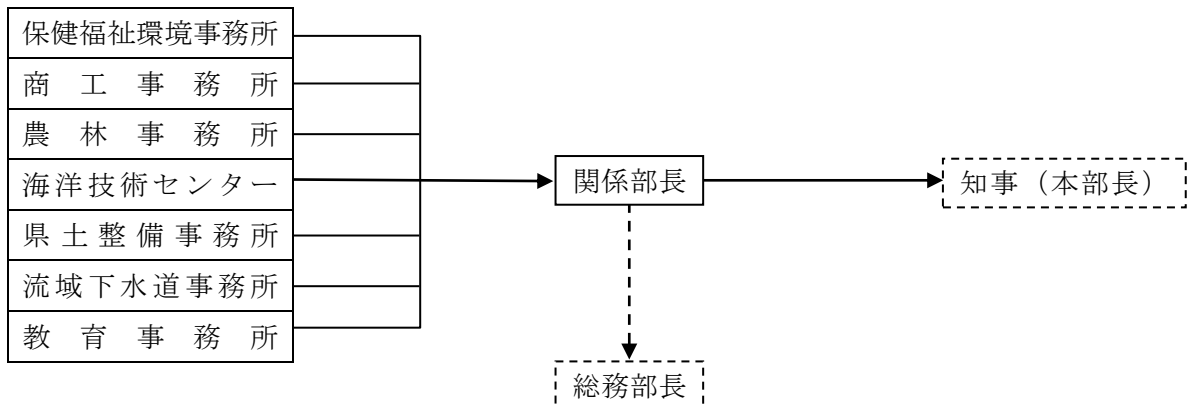 保健福祉環境事務所
商工事務所
農林事務所
海洋技術センター
県土整備事務所
流域下水道事務所
教育事務所
関係部長
知事（本部長）
総務部長